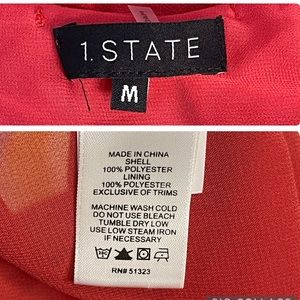 1. STATE
M
MADE IN CHINA
SHELL
100% POLYESTER
LINING
100% POLYESTER
EXCLUSIVE OF TRIMS
MACHINE WASH COLD
DO NOT BLEACH
TUMBLE DRY LOW
USE LOW STEAM IRON
IF NECESSARY
RN# 51323